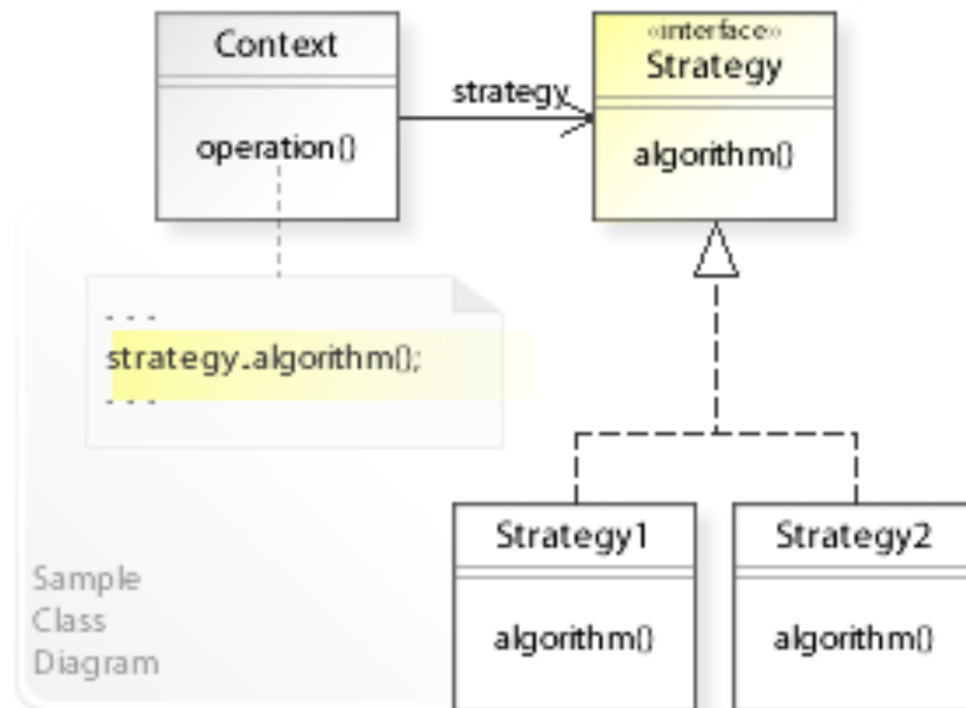 Context
operation()
strategy
«interface»
Strategy
algorithm()
- - -
strategy.algorithm();
- - -
Strategy1
algorithm()
Strategy2
algorithm()
Sample
Class
Diagram